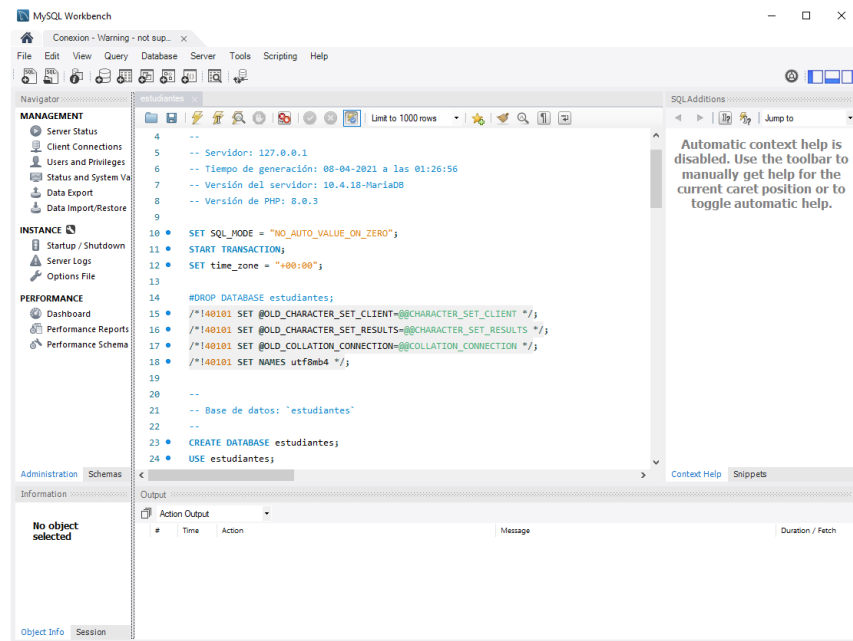 MySQL Workbench
Conexion - Warning - not sup... ×
File Edit View Query Database Server Tools Scripting Help
Navigator
MANAGEMENT
Server Status
Client Connections
Users and Privileges
Status and System Va
Data Export
Data Import/Restore
INSTANCE
Startup / Shutdown
Server Logs
Options File
PERFORMANCE
Dashboard
Performance Reports
Performance Schema
Administration Schemas
estudiantes ×
Limit to 1000 rows
4 --
5 -- Servidor: 127.0.0.1
6 -- Tiempo de generación: 08-04-2021 a las 01:26:56
7 -- Versión del servidor: 10.4.18-MariaDB
8 -- Versión de PHP: 8.0.3
9
10 SET SQL_MODE = "NO_AUTO_VALUE_ON_ZERO";
11 START TRANSACTION;
12 SET time_zone = "+00:00";
13
14 #DROP DATABASE estudiantes;
15 /*!40101 SET @OLD_CHARACTER_SET_CLIENT=@@CHARACTER_SET_CLIENT */;
16 /*!40101 SET @OLD_CHARACTER_SET_RESULTS=@@CHARACTER_SET_RESULTS */;
17 /*!40101 SET @OLD_COLLATION_CONNECTION=@@COLLATION_CONNECTION */;
18 /*!40101 SET NAMES utf8mb4 */;
19
20 --
21 -- Base de datos: `estudiantes`
22 --
23 CREATE DATABASE estudiantes;
24 USE estudiantes;
SQLAdditions
Jump to
Automatic context help is
disabled. Use the toolbar to
manually get help for the
current caret position or to
toggle automatic help.
Context Help Snippets
Information
No object
selected
Object Info Session
Output
Action Output
# Time Action Message Duration / Fetch